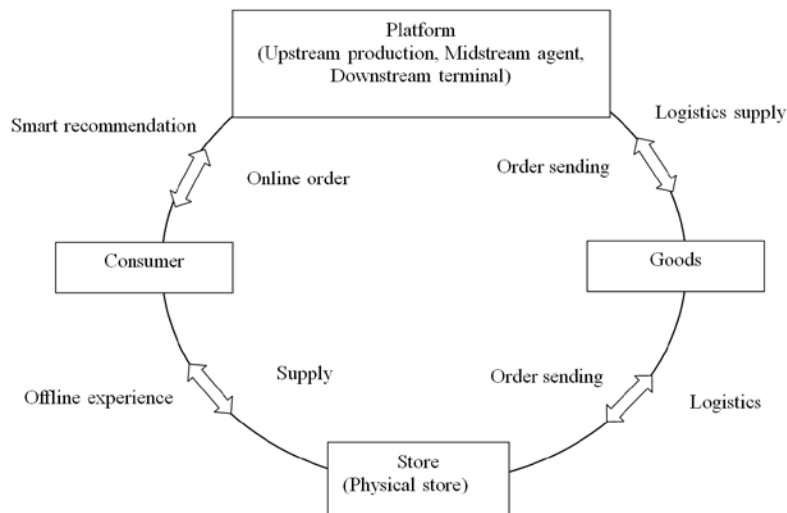 Platform
(Upstream production, Midstream agent,
Downstream terminal)
Smart recommendation
Logistics supply
Online order
Order sending
Consumer
Goods
Supply
Order sending
Offline experience
Logistics
Store
(Physical store)